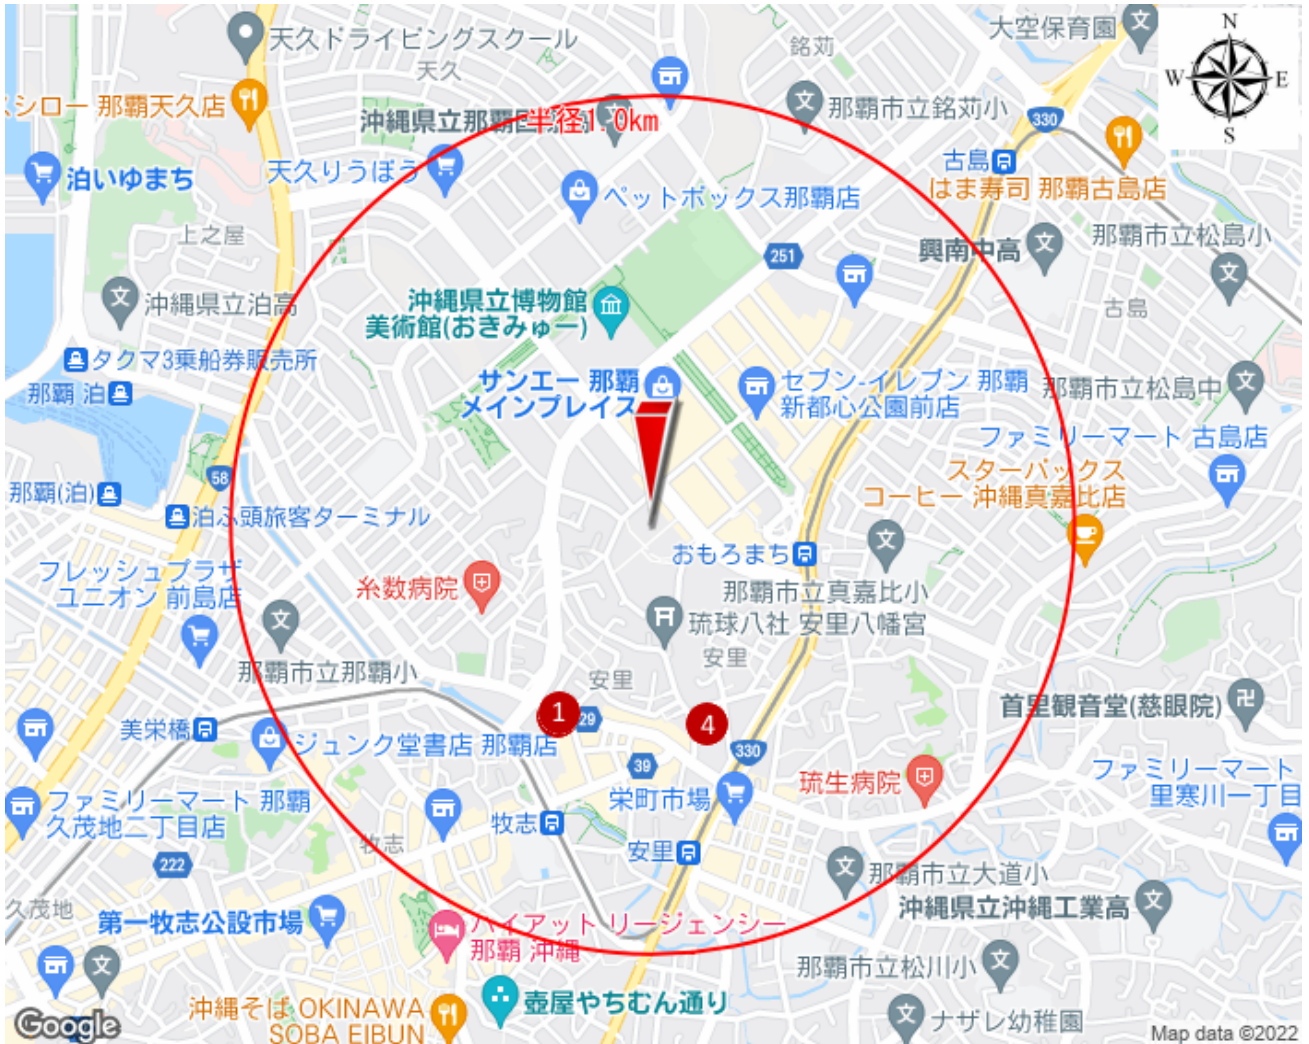 天久ドライビングスクール
天久
銘苅
大空保育園
N
W
E
S
スシロー 那覇天久店
沖縄県立那覇国
半径1.0km
那覇市立銘苅小
330
古島
はま寿司 那覇古島店
泊いゆまち
天久りうぼう
ペットボックス那覇店
上之屋
251
興南中高
那覇市立松島小
沖縄県立泊高
沖縄県立博物館
美術館(おきみゅー)
古島
タクマ3乗船券販売所
那覇 泊
サンエー 那覇
メインプレイス
セブン-イレブン 那覇
新都心公園前店
那覇市立松島中
ファミリーマート 古島店
58
那覇(泊)
泊ふ頭旅客ターミナル
スターバックス
コーヒー 沖縄真嘉比店
おもろまち
フレッシュプラザ
ユニオン 前島店
糸数病院
那覇市立真嘉比小
琉球八社 安里八幡宮
那覇市立那覇小
安里
安里
首里観音堂(慈眼院)
美栄橋
1
29
4
ジュンク堂書店 那覇店
330
39
栄町市場
琉生病院
ファミリーマート
里寒川一丁目
ファミリーマート 那覇
久茂地二丁目店
牧志
牧志
安里
222
那覇市立大道小
久茂地
第一牧志公設市場
ハイアット リージェンシー
那覇 沖縄
沖縄県立沖縄工業高
那覇市立松川小
沖縄そば OKINAWA
SOBA EIBUN
壺屋やちむん通り
ナザレ幼稚園
Google
Map data ©2022